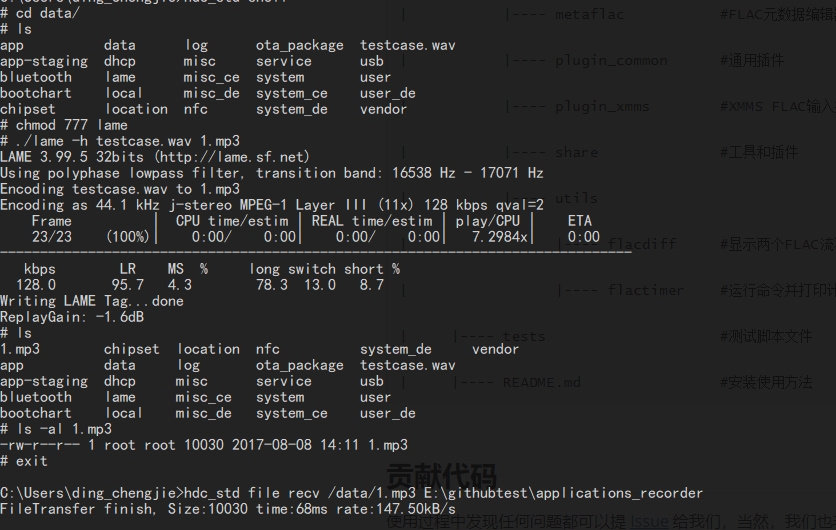 C:\Users\ding_chengjie>hdc_std shell
# cd data/
# ls
app data log ota_package testcase.wav
app-staging dhcp misc service usb
bluetooth lame misc_ce system user
bootchart local misc_de system_ce user_de
chipset location nfc system_de vendor
# chmod 777 lame
# ./lame -h testcase.wav 1.mp3
LAME 3.99.5 32bits (http://lame.sf.net)
Using polyphase lowpass filter, transition band: 16538 Hz - 17071 Hz
Encoding testcase.wav to 1.mp3
Encoding as 44.1 kHz j-stereo MPEG-1 Layer III (11x) 128 kbps qval=2
Frame | CPU time/estim | REAL time/estim | play/CPU | ETA
23/23 (100%)| 0:00/ 0:00| 0:00/ 0:00| 7.2984x| 0:00
-------------------------------------------------------------------------------
kbps LR MS % long switch short %
128.0 95.7 4.3 78.3 13.0 8.7
Writing LAME Tag...done
ReplayGain: -1.6dB
# ls
1.mp3 chipset location nfc system_de vendor
app data log ota_package testcase.wav
app-staging dhcp misc service usb
bluetooth lame misc_ce system user
bootchart local misc_de system_ce user_de
# ls -al 1.mp3
-rw-r--r-- 1 root root 10030 2017-08-08 14:11 1.mp3
# exit
C:\Users\ding_chengjie>hdc_std file recv /data/1.mp3 E:\githubtest\applications_recorder
FileTransfer finish, Size:10030 time:68ms rate:147.50kB/s
| |---- metaflac #FLAC元数据编辑
| |---- plugin_common #通用插件
| |---- plugin_xmms #XMMS FLAC输入
| |---- share #工具和插件
| |---- utils
| |---- flacdiff #显示两个FLAC流
| |---- flactimer #运行命令并打印计
|---- tests #测试脚本文件
|---- README.md #安装使用方法
贡献代码
使用过程中发现任何问题都可以提 Issue 给我们，当然，我们也